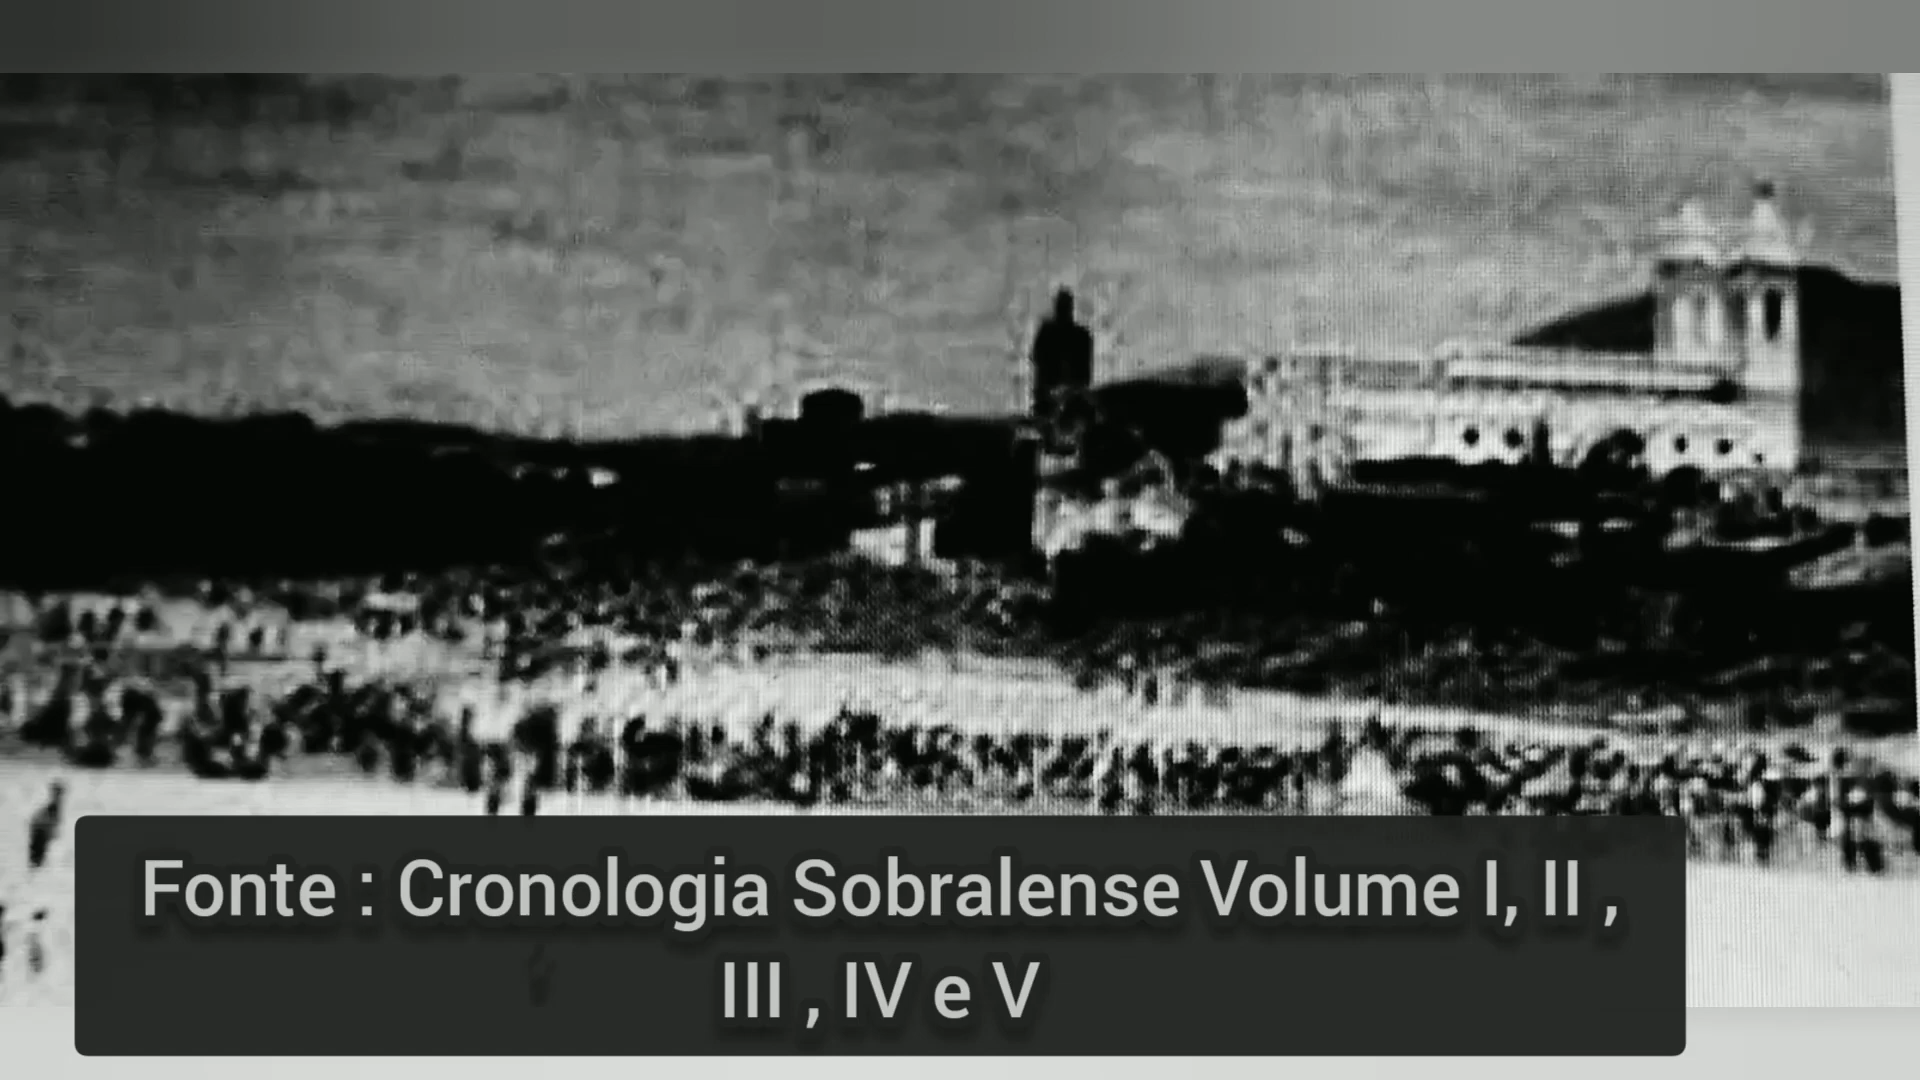 Fonte : Cronologia Sobralense Volume I, II ,
III , IV e V